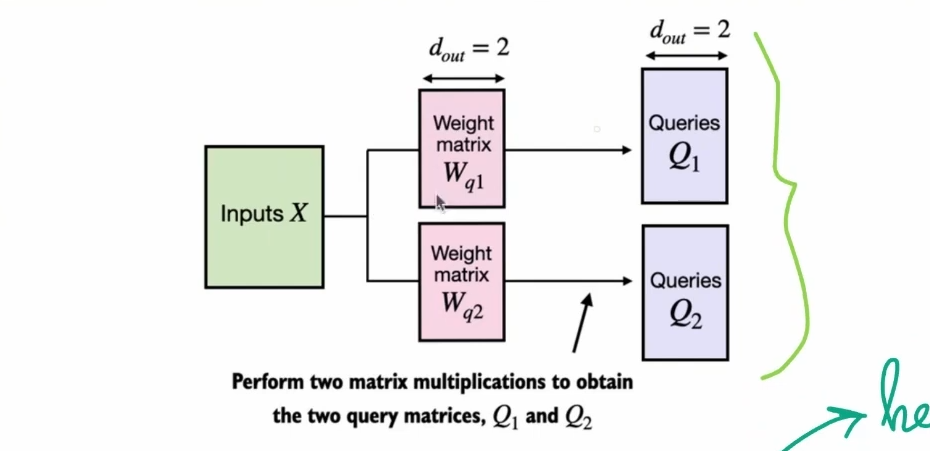 d_out = 2
d_out = 2
Weight
matrix
W_q1
Queries
Q_1
Inputs X
Weight
matrix
W_q2
Queries
Q_2
Perform two matrix multiplications to obtain
the two query matrices, Q_1 and Q_2
he